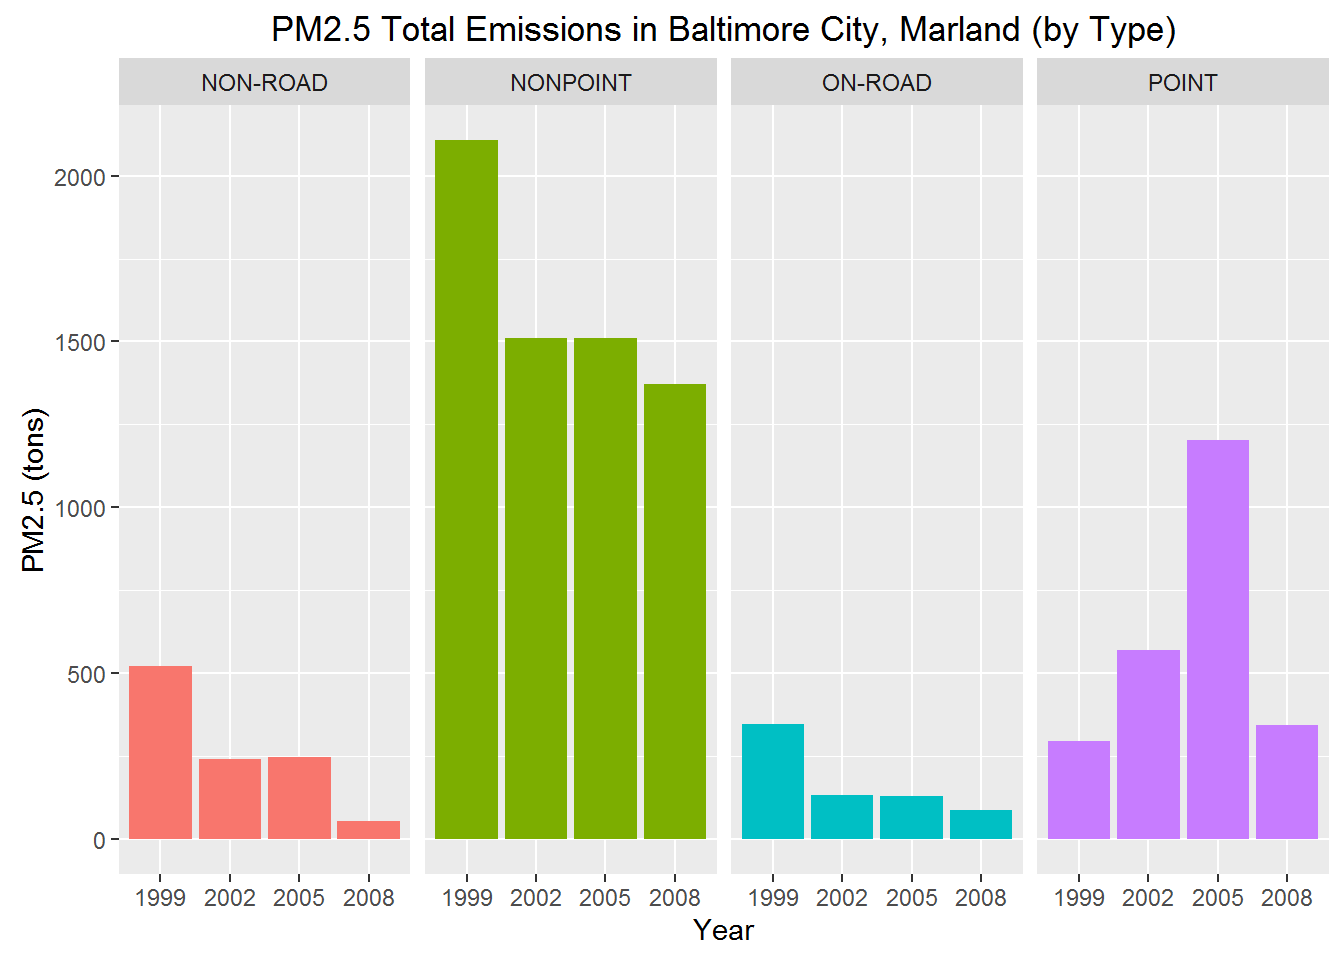 PM2.5 Total Emissions in Baltimore City, Marland (by Type)
NON-ROAD NONPOINT ON-ROAD POINT
PM2.5 (tons)
2000
1500
1000
500
0
1999 2002 2005 2008 1999 2002 2005 2008 1999 2002 2005 2008 1999 2002 2005 2008
Year